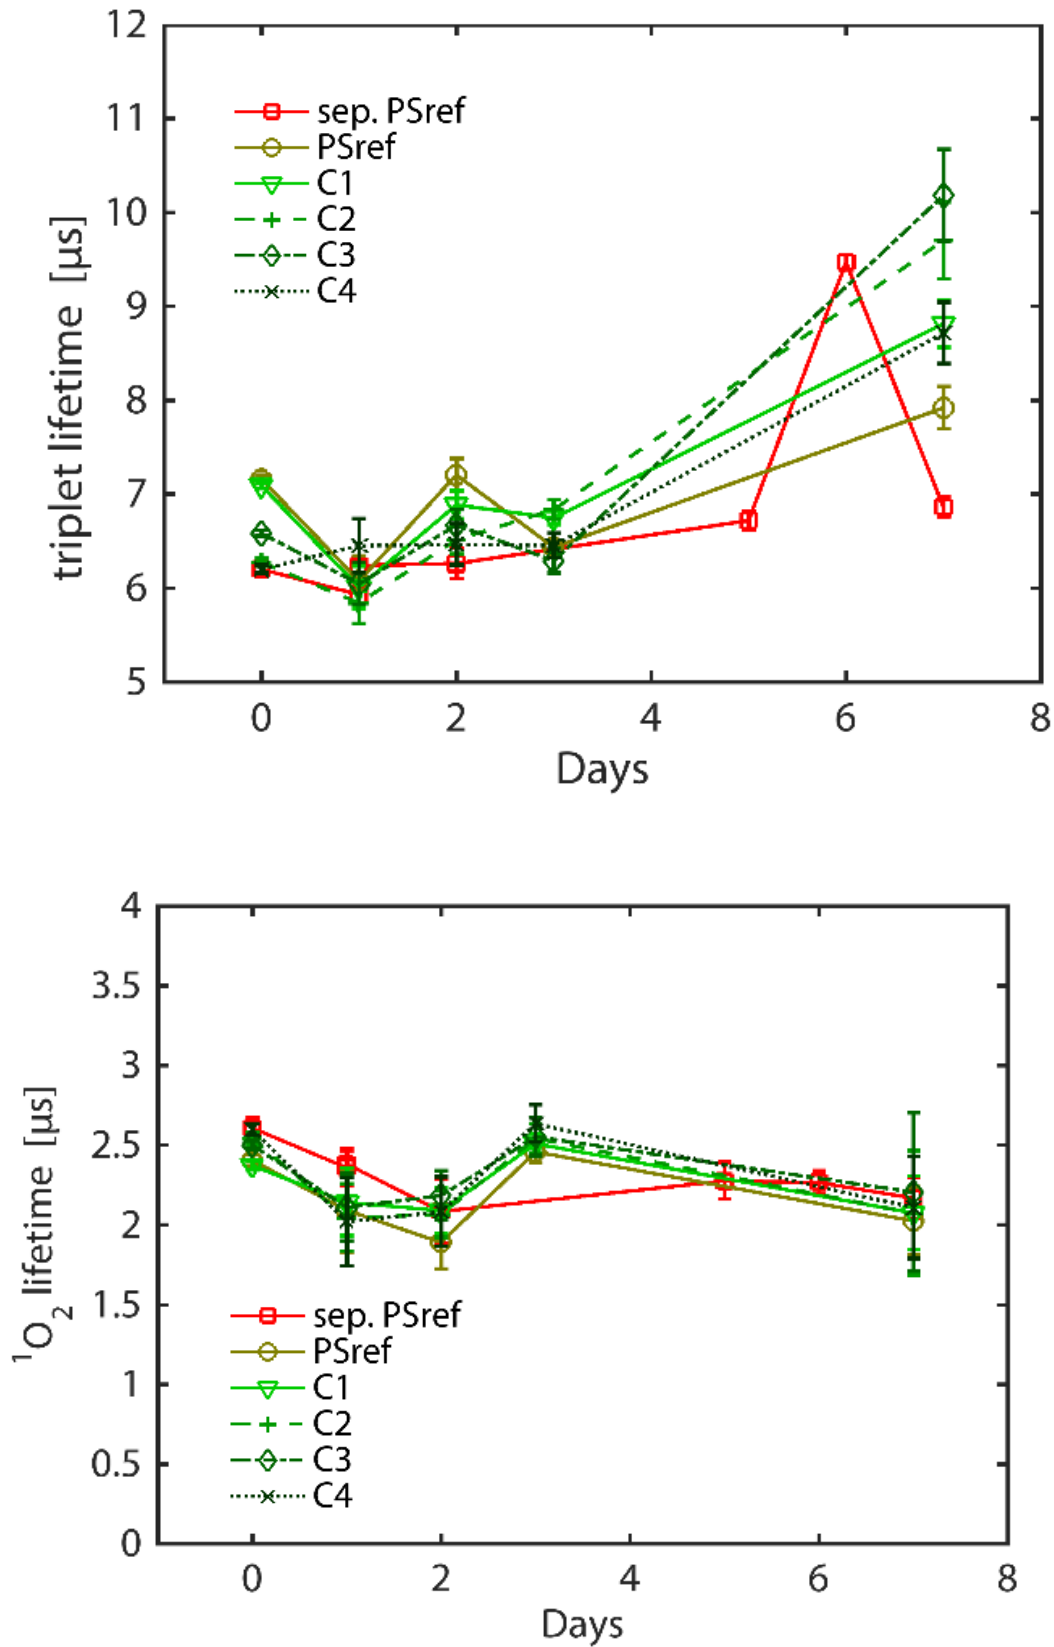 12
11
10
9
8
7
6
5
triplet lifetime [µs]
sep. PSref
PSref
C1
C2
C3
C4
0 2 4 6 8
Days
4
3.5
3
2.5
2
1.5
1
0.5
0
¹O₂ lifetime [µs]
sep. PSref
PSref
C1
C2
C3
C4
0 2 4 6 8
Days